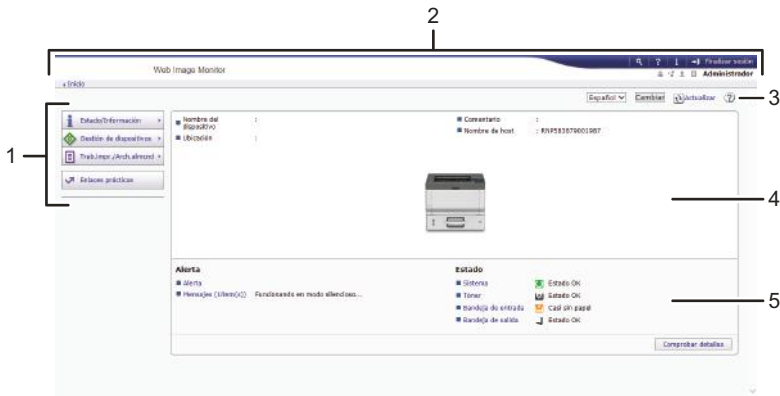 2
Finalizar sesión
Web Image Monitor
Administrador
Inicio
Español Cambiar Actualizar
3
1
Estado/Información
Gestión de dispositivos
Trab.impr./Arch.almcnd
Enlaces prácticos
Nombre del dispositivo :
Ubicación :
Comentario :
Nombre de host : RNP583879001987
4
Alerta
Alerta
Mensajes (1ítem(s)) Funcionando en modo silencioso...
Estado
Sistema Estado OK
Tóner Estado OK
Bandeja de entrada Casi sin papel
Bandeja de salida Estado OK
5
Comprobar detalles